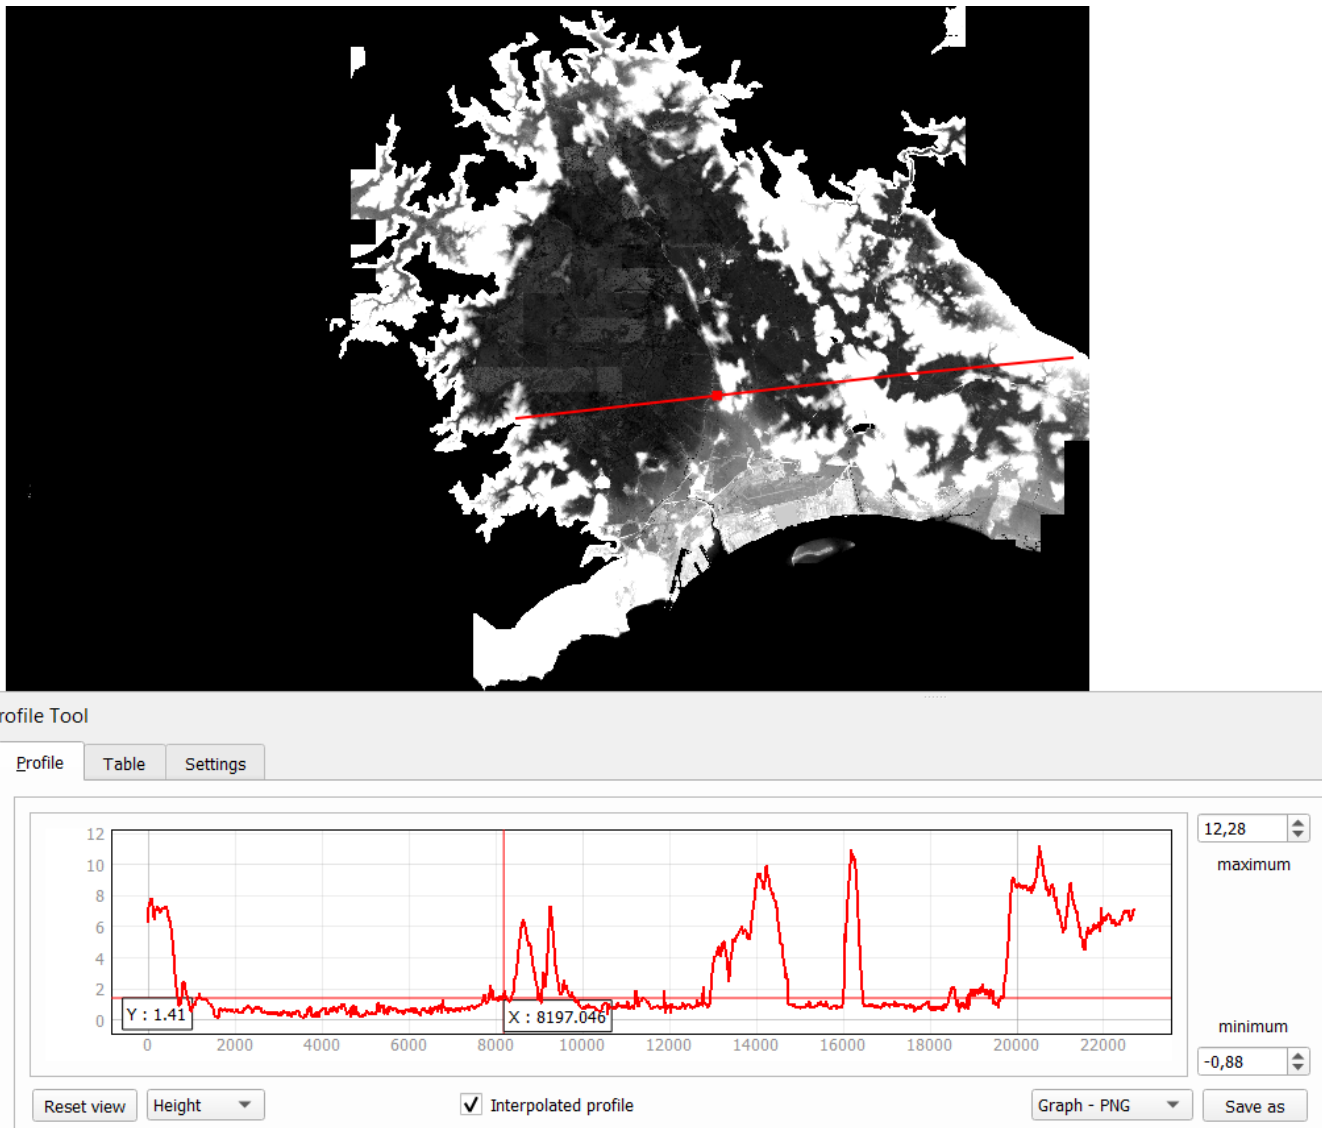 rofile Tool
Profile Table Settings
12
10
8
6
4
2
0
Y : 1.41
X : 8197.046
0 2000 4000 6000 8000 10000 12000 14000 16000 18000 20000 22000
12,28
maximum
minimum
-0,88
Reset view Height Interpolated profile Graph - PNG Save as